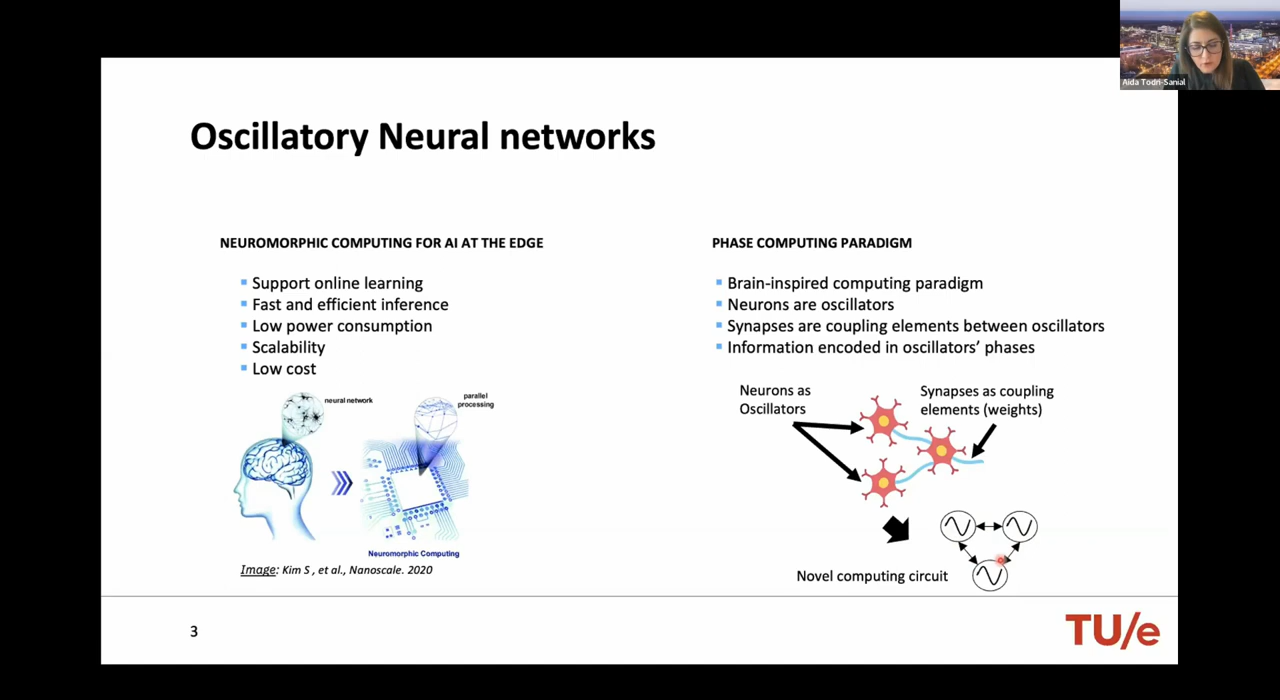 Aida Todri-Sanial
Oscillatory Neural networks
NEUROMORPHIC COMPUTING FOR AI AT THE EDGE
Support online learning
Fast and efficient inference
Low power consumption
Scalability
Low cost
neural network
parallel
processing
Neuromorphic Computing
Image: Kim S , et al., Nanoscale. 2020
PHASE COMPUTING PARADIGM
Brain-inspired computing paradigm
Neurons are oscillators
Synapses are coupling elements between oscillators
Information encoded in oscillators’ phases
Neurons as
Oscillators
Synapses as coupling
elements (weights)
Novel computing circuit
3
TU/e